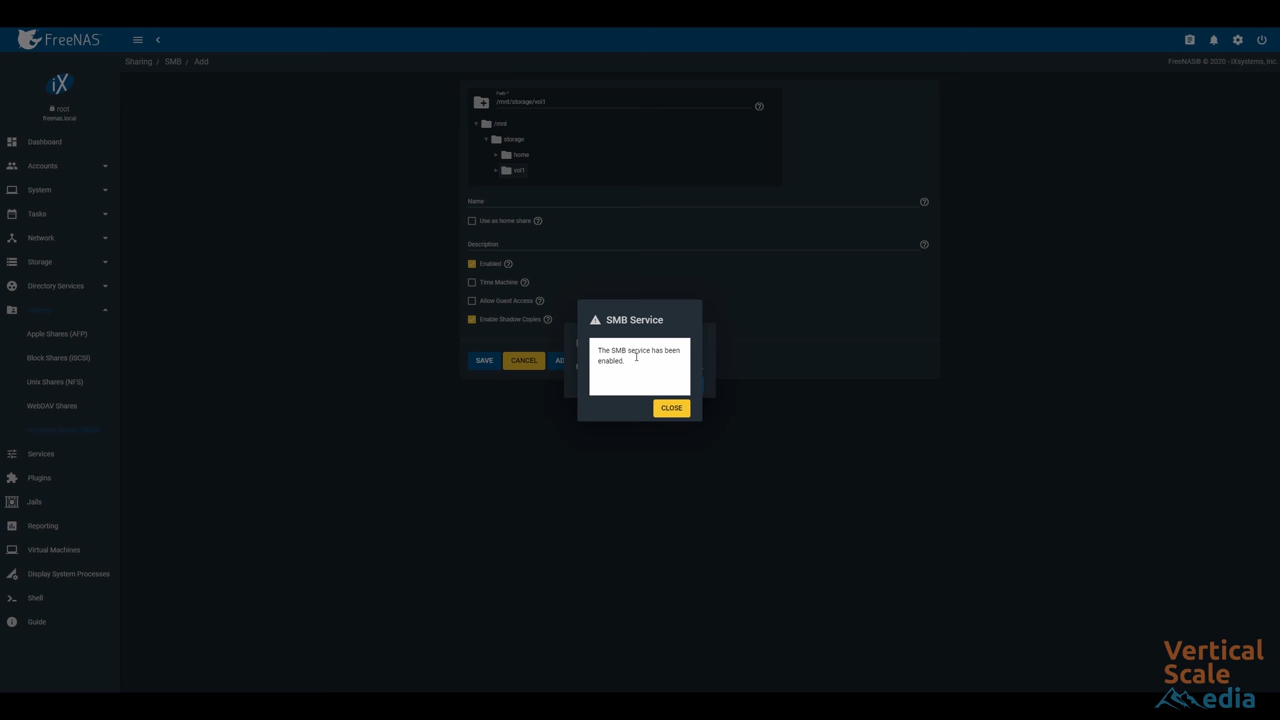 FreeNAS
Sharing / SMB / Add
FreeNAS® © 2020 - iXsystems, Inc.
iX
root
freenas.local
Dashboard
Accounts
System
Tasks
Network
Storage
Directory Services
Apple Shares (AFP)
Block Shares (iSCSI)
Unix Shares (NFS)
WebDAV Shares
Services
Plugins
Jails
Reporting
Virtual Machines
Display System Processes
Shell
Guide
Path *
/mnt/storage/vol1
/mnt
storage
home
vol1
Name
Use as home share
Description
Enabled
Time Machine
Allow Guest Access
Enable Shadow Copies
SAVE
CANCEL
SMB Service
The SMB service has been
enabled.
CLOSE
Vertical
Scale
Media